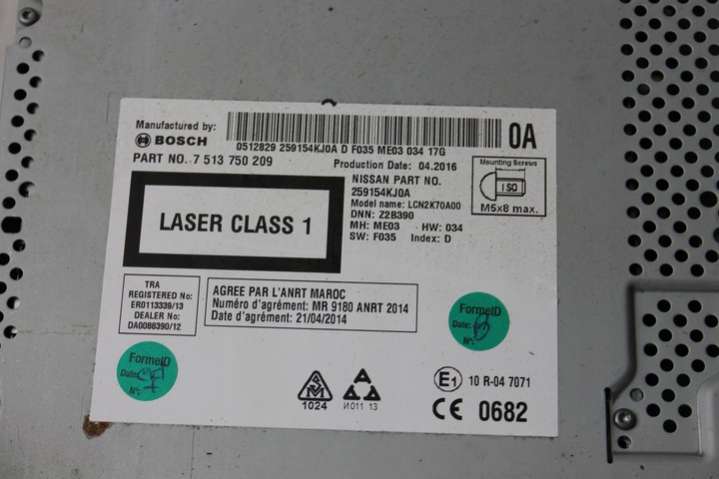 Manufactured by:
BOSCH
0512829 259154KJ0A D F035 ME03 034 17G
0A
PART NO. 7 513 750 209
Production Date: 04.2016
NISSAN PART NO.
259154KJ0A
Model name: LCN2K70A00
DNN: Z2B390
MH: ME03 HW: 034
SW: F035 Index: D
Mounting Screws
ISO
M5x8 max.
LASER CLASS 1
TRA
REGISTERED No:
ER0113339/13
DEALER No:
DA0088390/12
AGREE PAR L'ANRT MAROC
Numéro d'agrément: MR 9180 ANRT 2014
Date d'agrément: 21/04/2014
FormeID
Date:
N°:
FormeID
Date:
N°:
1024
И011 13
E1 10 R-04 7071
CE 0682